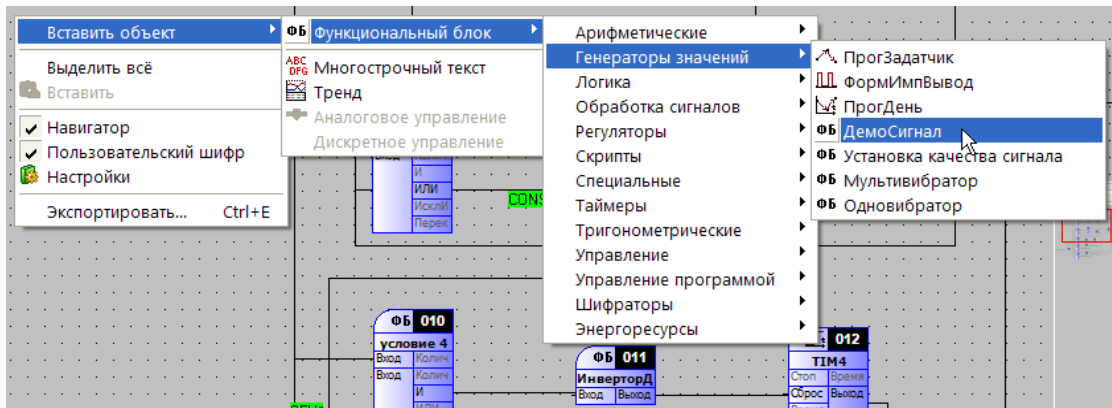 Вставить объект
Выделить всё
Вставить
Навигатор
Пользовательский шифр
Настройки
Экспортировать... Ctrl+E
ФБ Функциональный блок
ABC DFG Многострочный текст
Тренд
Аналоговое управление
Дискретное управление
Арифметические
Генераторы значений
Логика
Обработка сигналов
Регуляторы
Скрипты
Специальные
Таймеры
Тригонометрические
Управление
Управление программой
Шифраторы
Энергоресурсы
ПрогЗадатчик
ФормИмпВывод
ПрогДень
ФБ ДемоСигнал
ФБ Установка качества сигнала
ФБ Мультивибратор
ФБ Одновибратор
И
ИЛИ
ИсклИ
Перек
CONS
ФБ 010
условие 4
Вход Колич
Вход Колич
И
ФБ 011
ИнверторД
Вход Выход
012
TIM4
Стоп Время
Сброс Выход